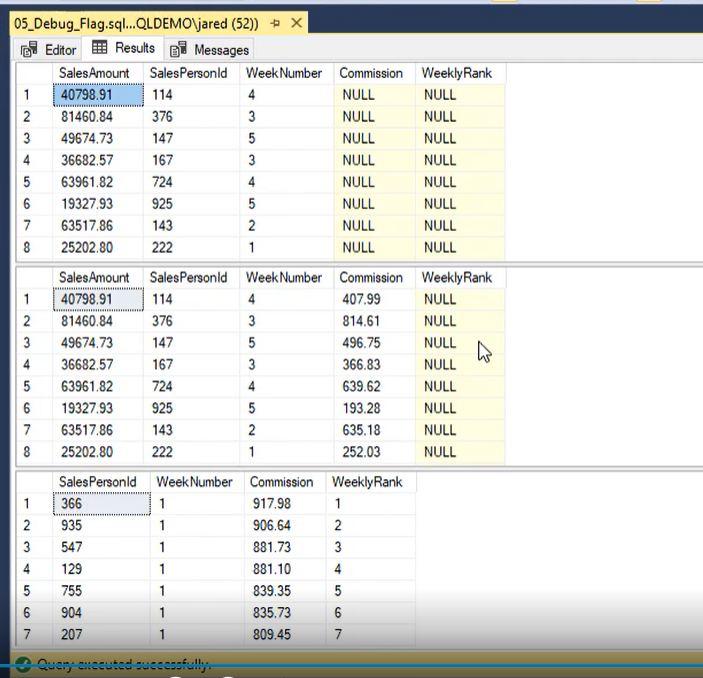 05_Debug_Flag.sql...QLDEMO\jared (52))
Editor Results Messages
SalesAmount SalesPersonId WeekNumber Commission WeeklyRank
1 40798.91 114 4 NULL NULL
2 81460.84 376 3 NULL NULL
3 49674.73 147 5 NULL NULL
4 36682.57 167 3 NULL NULL
5 63961.82 724 4 NULL NULL
6 19327.93 925 5 NULL NULL
7 63517.86 143 2 NULL NULL
8 25202.80 222 1 NULL NULL
SalesAmount SalesPersonId WeekNumber Commission WeeklyRank
1 40798.91 114 4 407.99 NULL
2 81460.84 376 3 814.61 NULL
3 49674.73 147 5 496.75 NULL
4 36682.57 167 3 366.83 NULL
5 63961.82 724 4 639.62 NULL
6 19327.93 925 5 193.28 NULL
7 63517.86 143 2 635.18 NULL
8 25202.80 222 1 252.03 NULL
SalesPersonId WeekNumber Commission WeeklyRank
1 366 1 917.98 1
2 935 1 906.64 2
3 547 1 881.73 3
4 129 1 881.10 4
5 755 1 839.35 5
6 904 1 835.73 6
7 207 1 809.45 7
Query executed successfully.